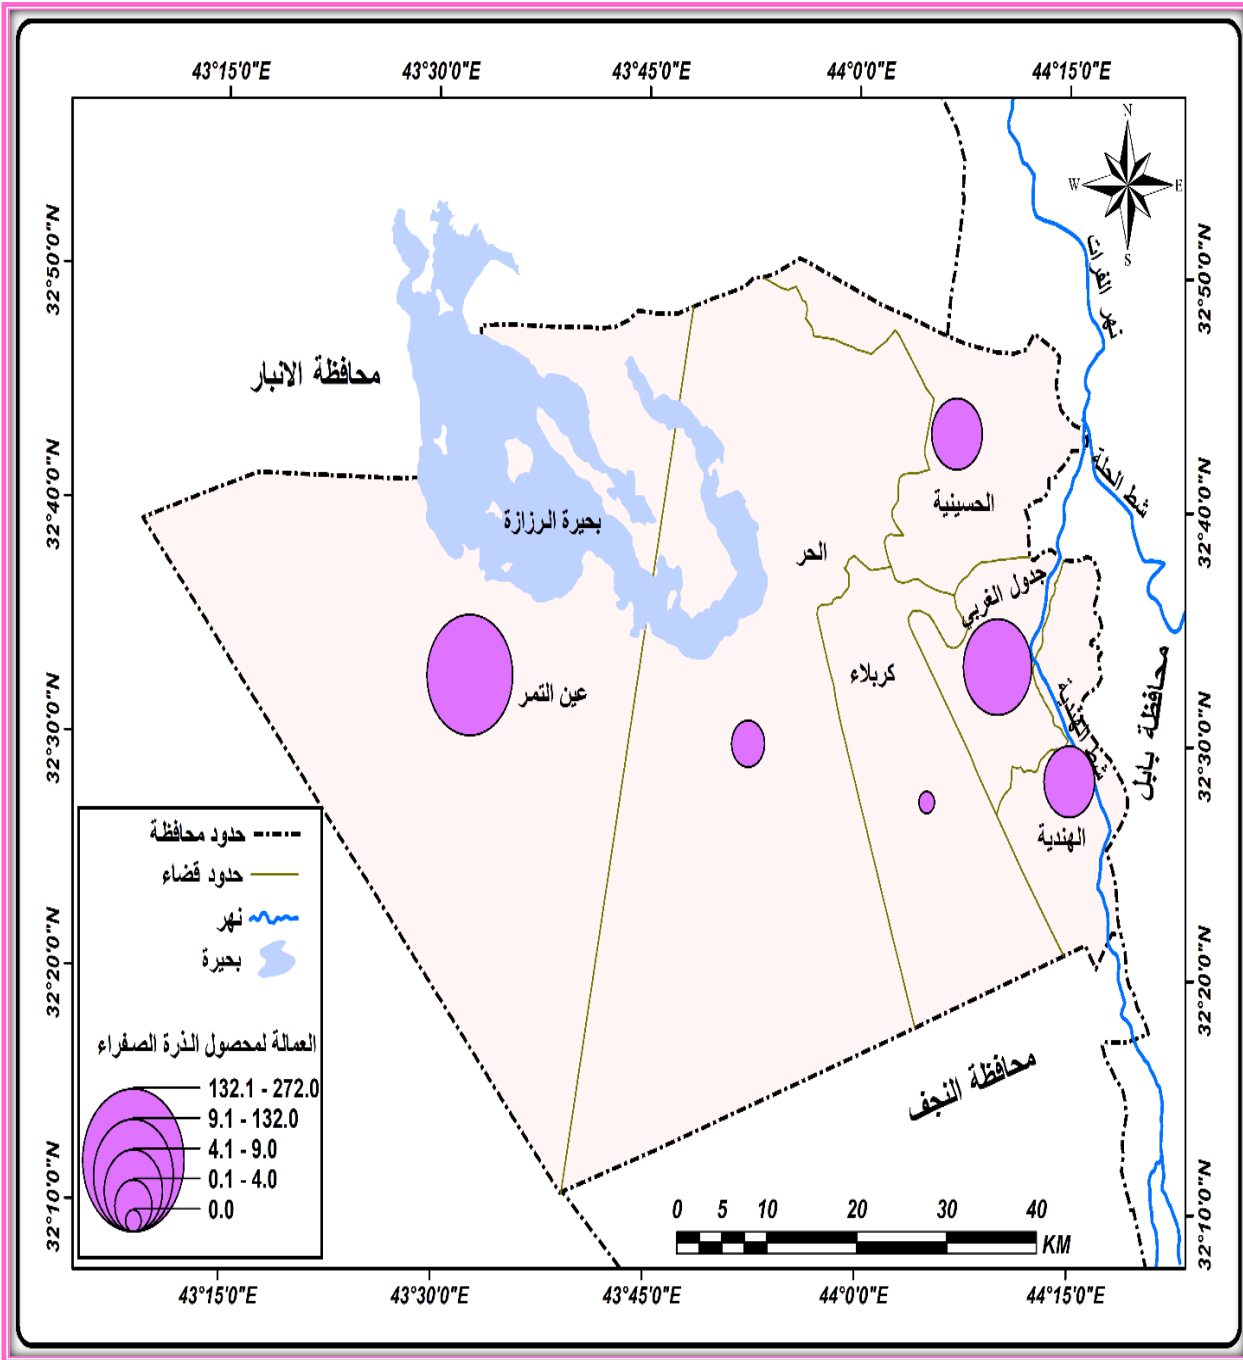 43°15'0"E 43°30'0"E 43°45'0"E 44°0'0"E 44°15'0"E
N
W E
S
32°50'0"N
32°50'0"N
نهر الفرات
محافظة الانبار
32°40'0"N
32°40'0"N
شط الحلة
الحسينية
بحيرة الرزازة
الحر
جدول الغربي
كربلاء
عين التمر
محافظة بابل
شط الهندية
32°30'0"N
32°30'0"N
الهندية
حدود محافظة
حدود قضاء
نهر
بحيرة
32°20'0"N
32°20'0"N
العمالة لمحصول الذرة الصفراء
132.1 - 272.0
9.1 - 132.0
4.1 - 9.0
0.1 - 4.0
0.0
محافظة النجف
32°10'0"N
32°10'0"N
0 5 10 20 30 40
KM
43°15'0"E 43°30'0"E 43°45'0"E 44°0'0"E 44°15'0"E